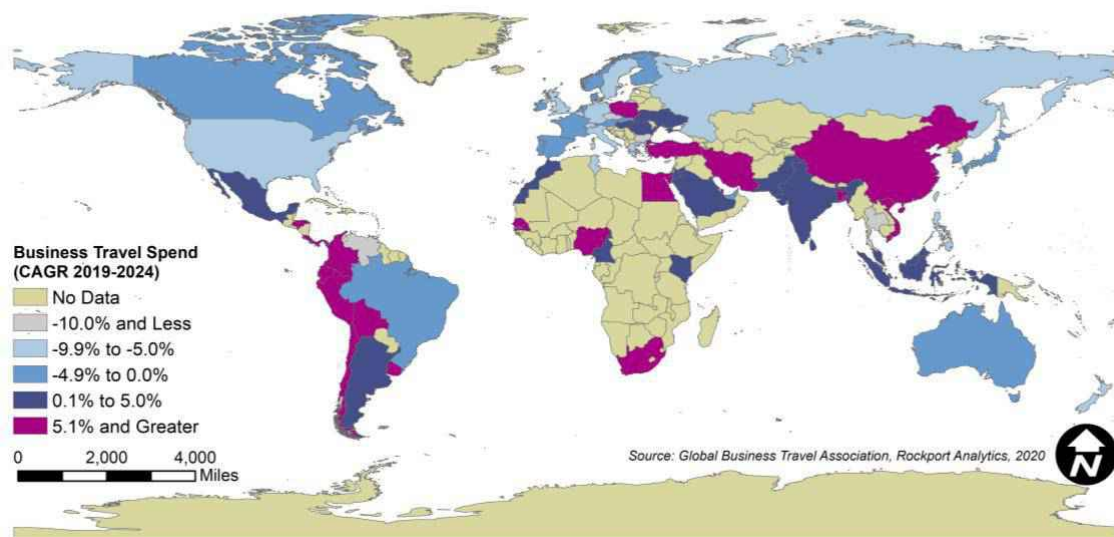 Business Travel Spend
(CAGR 2019-2024)
No Data
-10.0% and Less
-9.9% to -5.0%
-4.9% to 0.0%
0.1% to 5.0%
5.1% and Greater
0 2,000 4,000
Miles
Source: Global Business Travel Association, Rockport Analytics, 2020
N